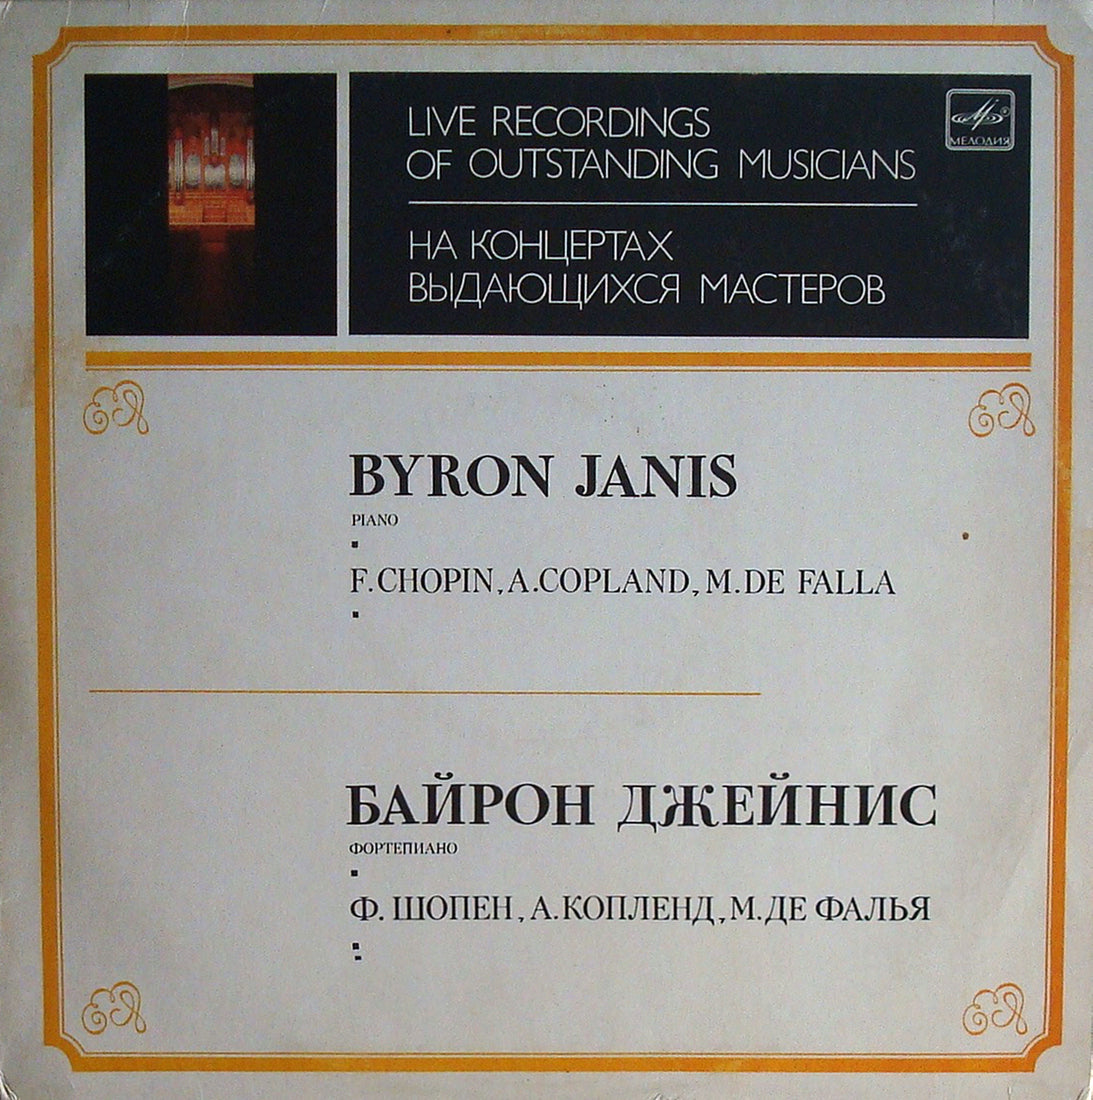 LIVE RECORDINGS
OF OUTSTANDING MUSICIANS
МЕЛОДИЯ
НА КОНЦЕРТАХ
ВЫДАЮЩИХСЯ МАСТЕРОВ
BYRON JANIS
PIANO
F.CHOPIN, A.COPLAND, M.DE FALLA
БАЙРОН ДЖЕЙНИС
ФОРТЕПИАНО
Ф. ШОПЕН, А.КОПЛЕНД, М.ДЕ ФАЛЬЯ